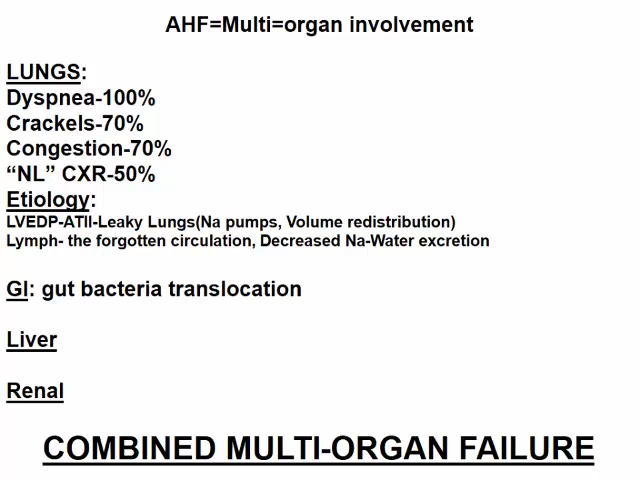 AHF=Multi=organ involvement
LUNGS:
Dyspnea-100%
Crackels-70%
Congestion-70%
“NL” CXR-50%
Etiology:
LVEDP-ATII-Leaky Lungs(Na pumps, Volume redistribution)
Lymph- the forgotten circulation, Decreased Na-Water excretion
GI: gut bacteria translocation
Liver
Renal
COMBINED MULTI-ORGAN FAILURE